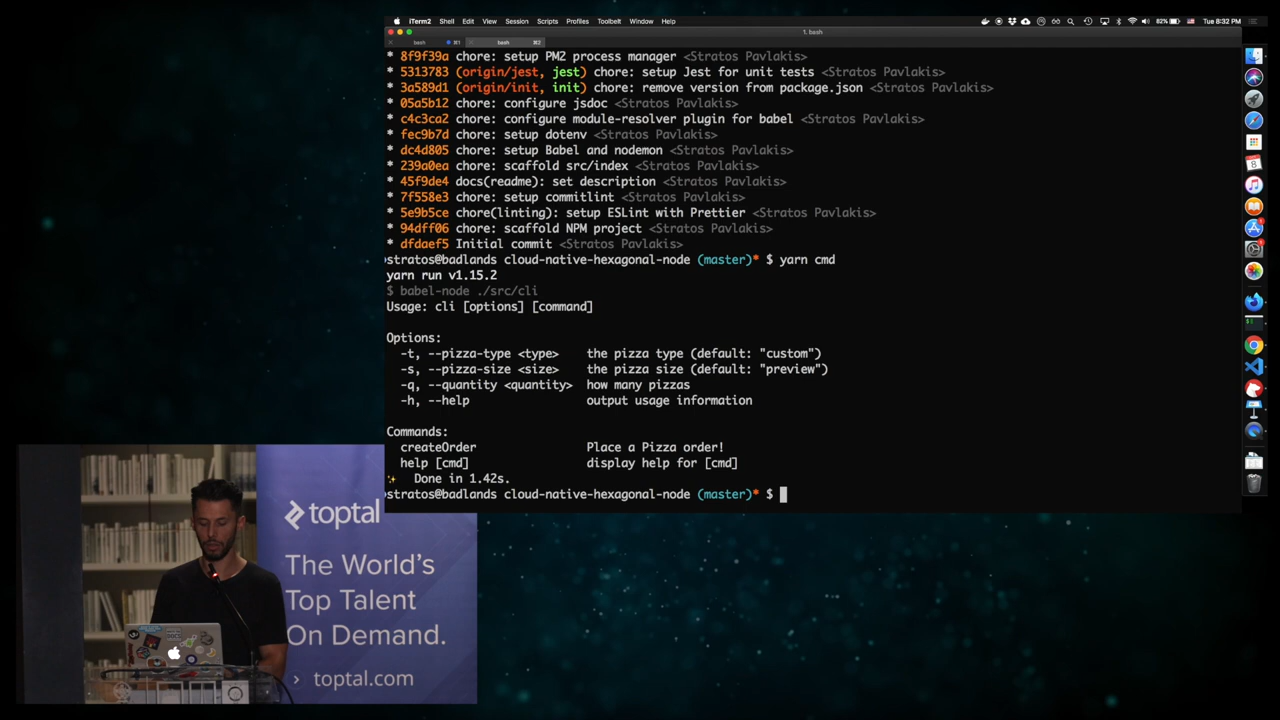 iTerm2 Shell Edit View Session Scripts Profiles Toolbelt Window Help 82% Tue 8:32 PM
1. bash
bash ⌘1 bash ⌘2
* 8f9f39a chore: setup PM2 process manager <Stratos Pavlakis>
* 5313783 (origin/jest, jest) chore: setup Jest for unit tests <Stratos Pavlakis>
* 3a589d1 (origin/init, init) chore: remove version from package.json <Stratos Pavlakis>
* 05a5b12 chore: configure jsdoc <Stratos Pavlakis>
* c4c3ca2 chore: configure module-resolver plugin for babel <Stratos Pavlakis>
* fec9b7d chore: setup dotenv <Stratos Pavlakis>
* dc4d805 chore: setup Babel and nodemon <Stratos Pavlakis>
* 239a0ea chore: scaffold src/index <Stratos Pavlakis>
* 45f9de4 docs(readme): set description <Stratos Pavlakis>
* 7f558e3 chore: setup commitlint <Stratos Pavlakis>
* 5e9b5ce chore(linting): setup ESLint with Prettier <Stratos Pavlakis>
* 94dff06 chore: scaffold NPM project <Stratos Pavlakis>
* dfdaef5 Initial commit <Stratos Pavlakis>
pstratos@badlands cloud-native-hexagonal-node (master)* $ yarn cmd
yarn run v1.15.2
$ babel-node ./src/cli
Usage: cli [options] [command]
Options:
-t, --pizza-type <type> the pizza type (default: "custom")
-s, --pizza-size <size> the pizza size (default: "preview")
-q, --quantity <quantity> how many pizzas
-h, --help output usage information
Commands:
createOrder Place a Pizza order!
help [cmd] display help for [cmd]
✨ Done in 1.42s.
pstratos@badlands cloud-native-hexagonal-node (master)* $
toptal
The World's
Top Talent
On Demand.
> toptal.com